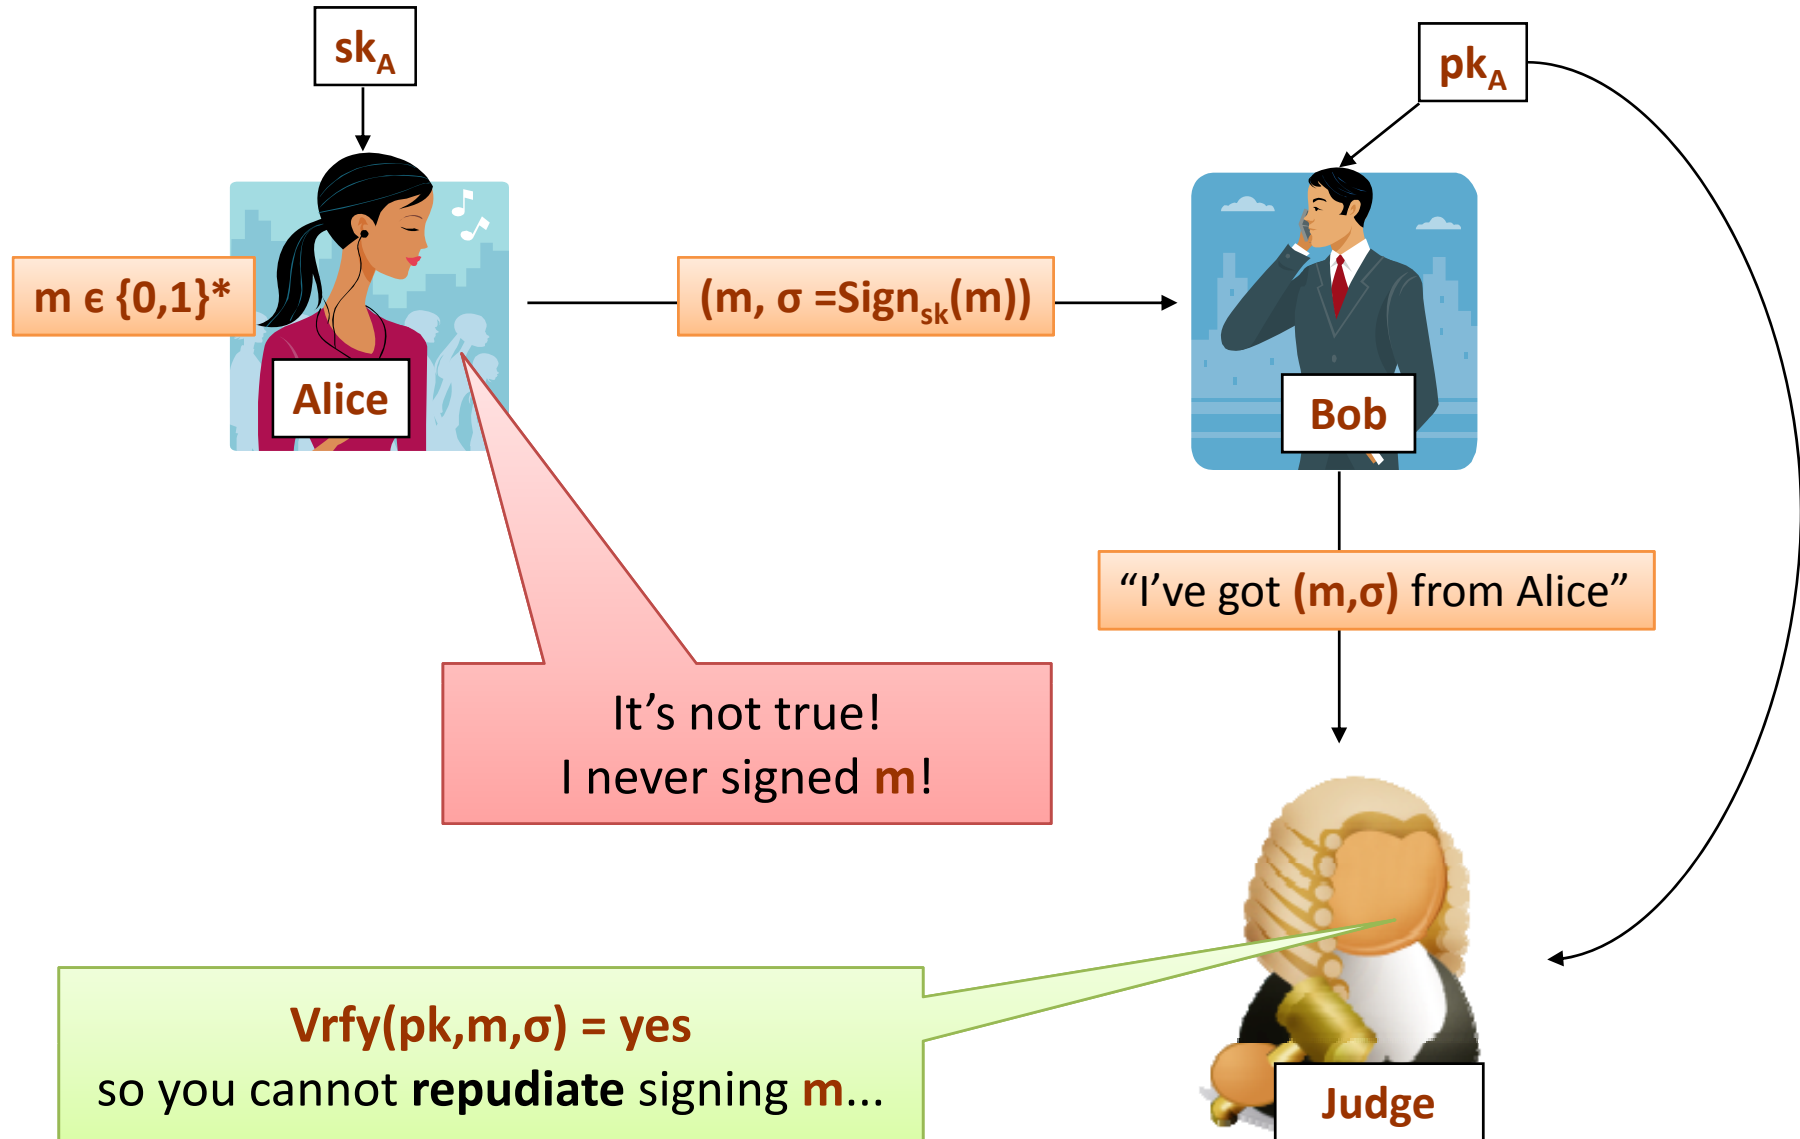 sk_A
pk_A
m ϵ {0,1}*
(m, σ =Sign_sk(m))
Alice
Bob
“I’ve got (m,σ) from Alice”
It’s not true!
I never signed m!
Vrfy(pk,m,σ) = yes
so you cannot repudiate signing m...
Judge